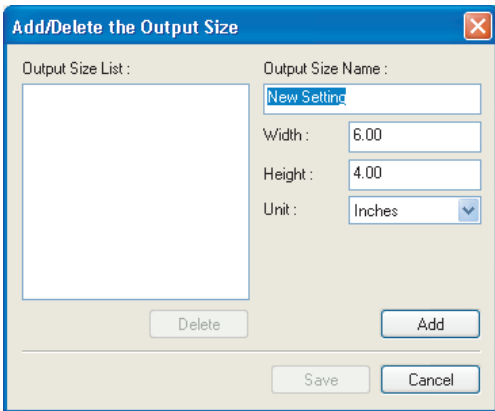 Add/Delete the Output Size
Output Size List :
Output Size Name :
New Setting
Width :
6.00
Height :
4.00
Unit :
Inches
Delete
Add
Save
Cancel